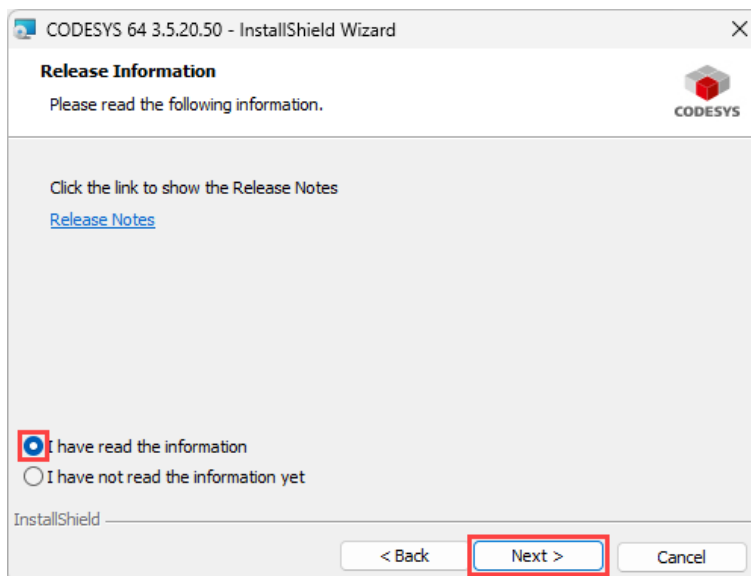 CODESYS 64 3.5.20.50 - InstallShield Wizard
Release Information
Please read the following information.
CODESYS
Click the link to show the Release Notes
Release Notes
I have read the information
I have not read the information yet
InstallShield
< Back
Next >
Cancel